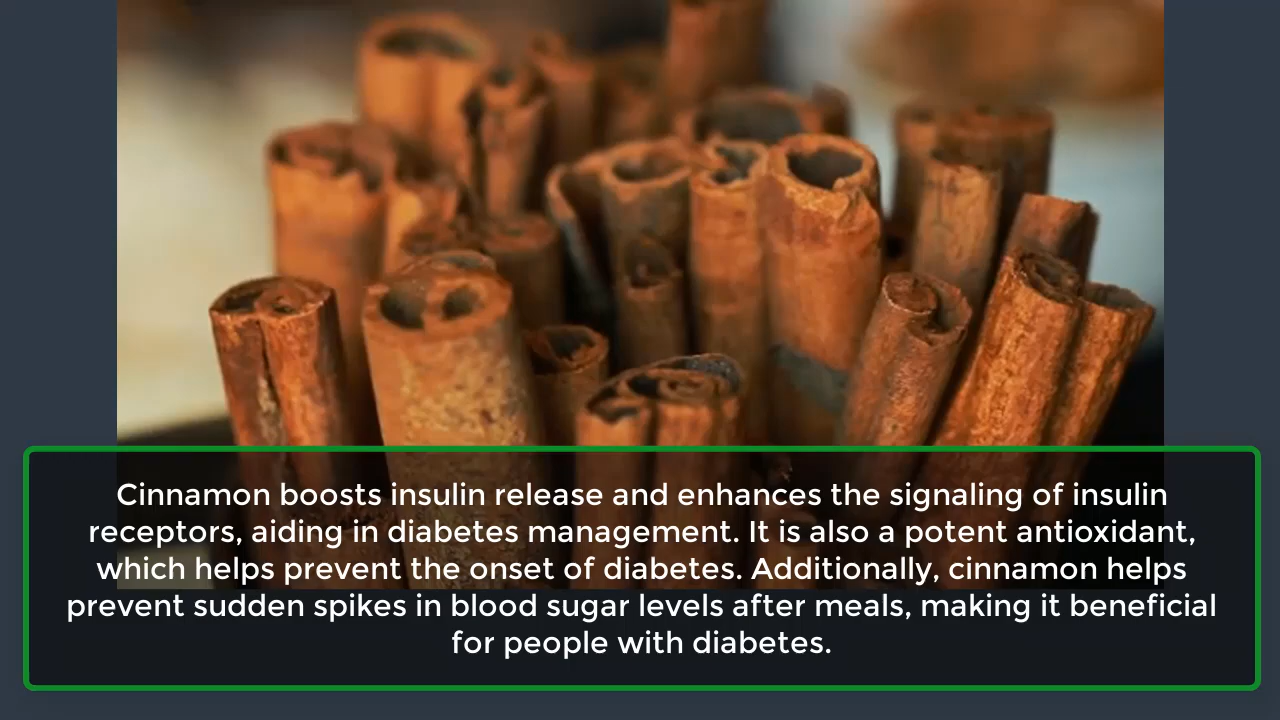 Cinnamon boosts insulin release and enhances the signaling of insulin
receptors, aiding in diabetes management. It is also a potent antioxidant,
which helps prevent the onset of diabetes. Additionally, cinnamon helps
prevent sudden spikes in blood sugar levels after meals, making it beneficial
for people with diabetes.